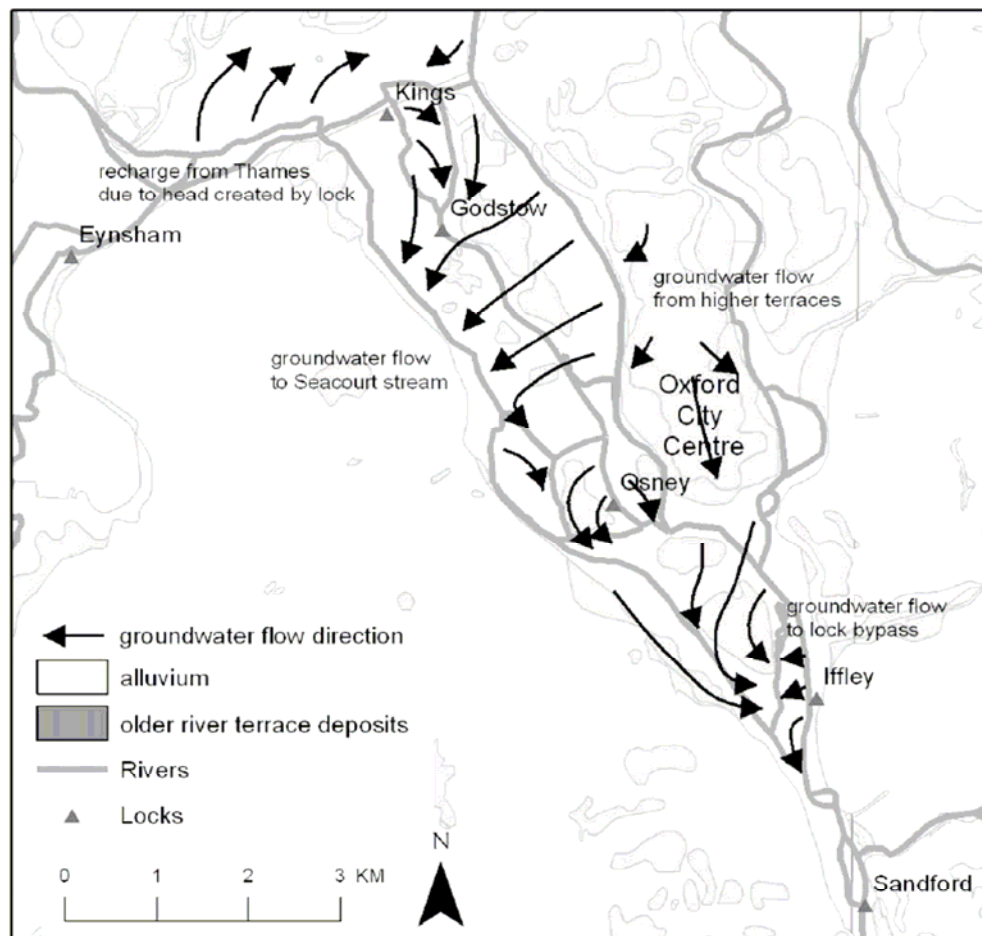 Kings
recharge from Thames
due to head created by lock
Godstow
Eynsham
groundwater flow
from higher terraces
groundwater flow
to Seacourt stream
Oxford
City
Centre
Osney
groundwater flow
to lock bypass
Iffley
groundwater flow direction
alluvium
older river terrace deposits
Rivers
Locks
N
0 1 2 3 KM
Sandford